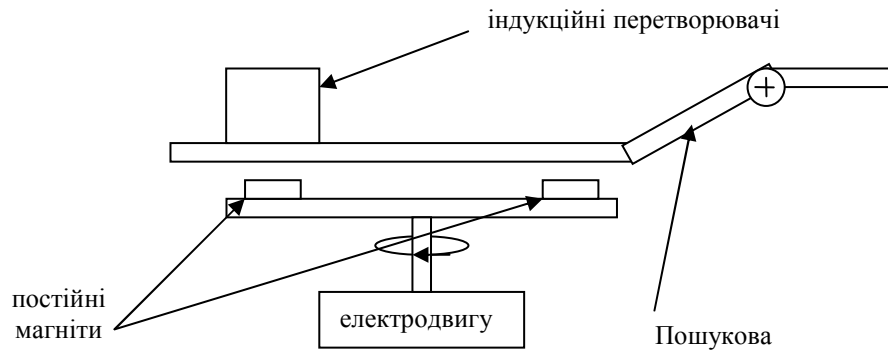 індукційні перетворювачі
постійні
магніти
електродвигу
Пошукова